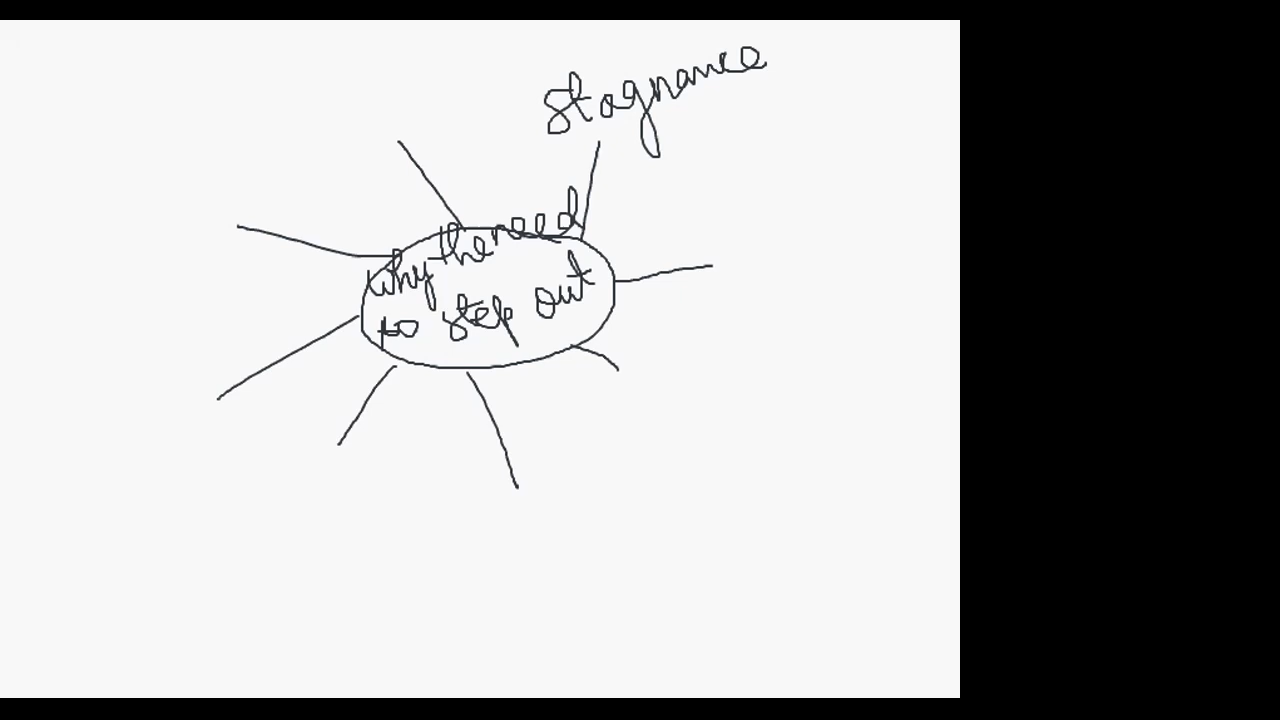 stagnance
why the need
to step out